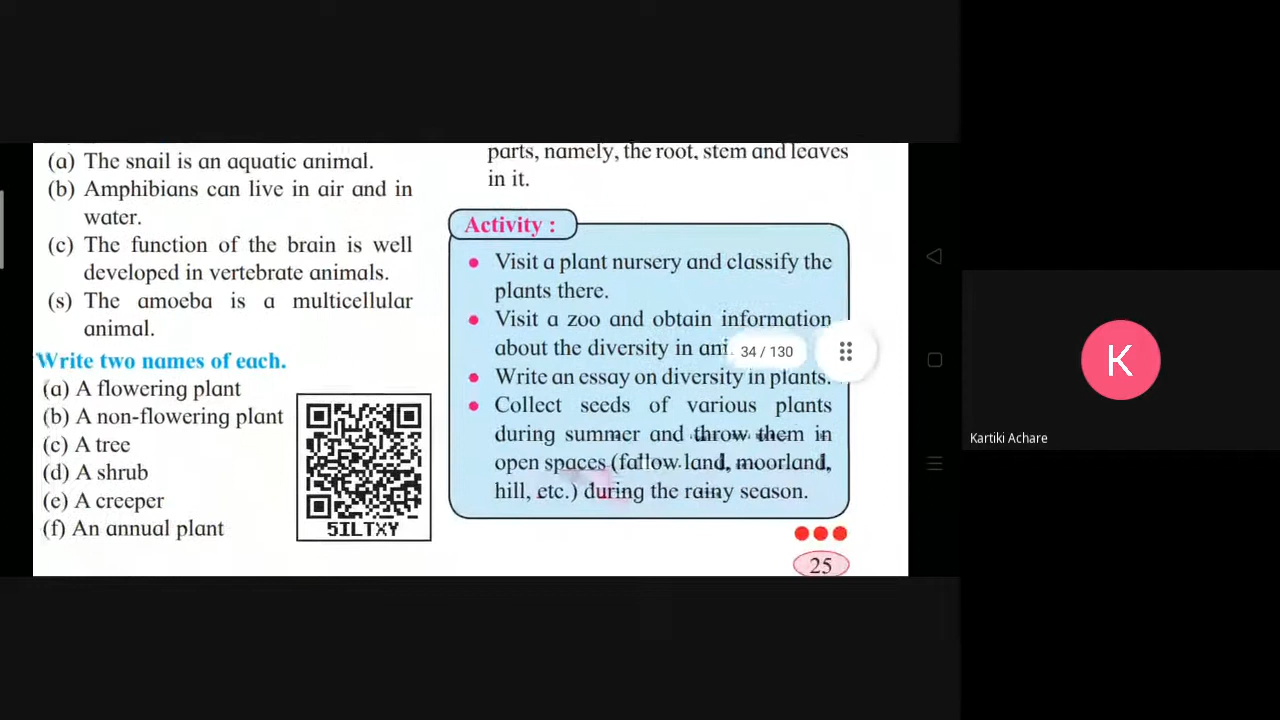 (a) The snail is an aquatic animal.
(b) Amphibians can live in air and in
water.
(c) The function of the brain is well
developed in vertebrate animals.
(s) The amoeba is a multicellular
animal.
Write two names of each.
(a) A flowering plant
(b) A non-flowering plant
(c) A tree
(d) A shrub
(e) A creeper
(f) An annual plant
5ILTXY
parts, namely, the root, stem and leaves
in it.
Activity :
• Visit a plant nursery and classify the
plants there.
• Visit a zoo and obtain information
about the diversity in
34 / 130
• Write an essay on diversity in plants.
• Collect seeds of various plants
during summer and throw them in
open spaces (fallow land, moorland,
hill, etc.) during the rainy season.
25
K
Kartiki Achare